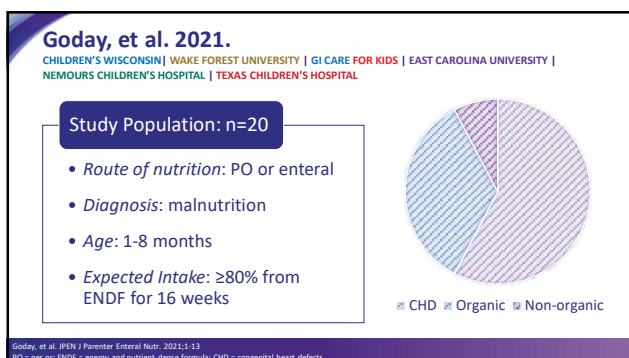 Goday, et al. 2021.
CHILDREN'S WISCONSIN| WAKE FOREST UNIVERSITY | GI CARE FOR KIDS | EAST CAROLINA UNIVERSITY |
NEMOURS CHILDREN'S HOSPITAL | TEXAS CHILDREN'S HOSPITAL
Study Population: n=20
• Route of nutrition: PO or enteral
• Diagnosis: malnutrition
• Age: 1-8 months
• Expected Intake: ≥80% from
ENDF for 16 weeks
CHD Organic Non-organic
Goday, et al. JPEN J Parenter Enteral Nutr. 2021;1-13
PO = per os; ENDF = energy and nutrient dense formula; CHD = congenital heart defects